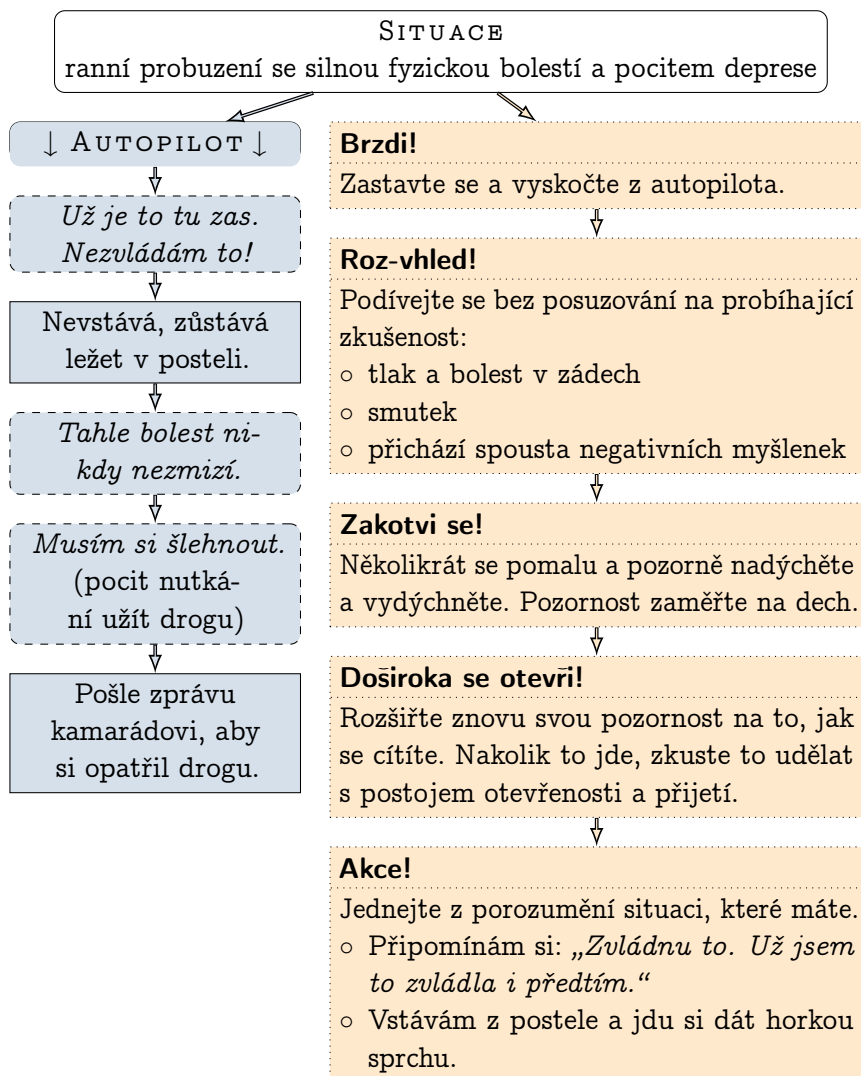 SITUACE
ranní probuzení se silnou fyzickou bolestí a pocitem deprese
↓ AUTOPILOT ↓
Už je to tu zas.
Nezvládám to!
Nevstává, zůstává
ležet v posteli.
Tahle bolest ni-
kdy nezmizí.
Musím si šlehnout.
(pocit nutká-
ní užít drogu)
Pošle zprávu
kamarádovi, aby
si opatřil drogu.
Brzdi!
Zastavte se a vyskočte z autopilota.
Roz-vhled!
Podívejte se bez posuzování na probíhající
zkušenost:
○ tlak a bolest v zádech
○ smutek
○ přichází spousta negativních myšlenek
Zakotvi se!
Několikrát se pomalu a pozorně nadýchěte
a vydýchněte. Pozornost zaměřte na dech.
Doširoka se otevři!
Rozšiřte znovu svou pozornost na to, jak
se cítíte. Nakolik to jde, zkuste to udělat
s postojem otevřenosti a přijetí.
Akce!
Jednejte z porozumění situaci, které máte.
○ Připomínám si: „Zvládnu to. Už jsem
to zvládla i předtím.“
○ Vstávám z postele a jdu si dát horkou
sprchu.